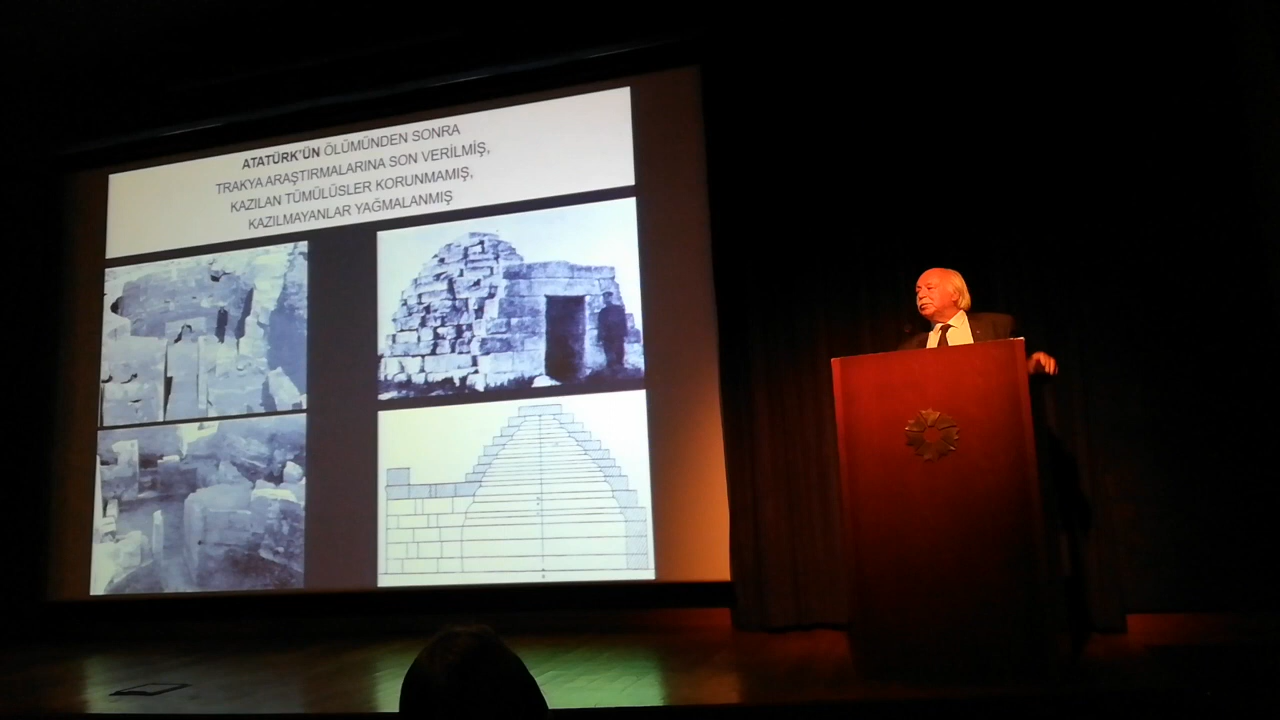 ATATÜRK'ÜN ÖLÜMÜNDEN SONRA
TRAKYA ARAŞTIRMALARINA SON VERİLMİŞ,
KAZILAN TÜMÜLÜSLER KORUNMAMIŞ,
KAZILMAYANLAR YAĞMALANMIŞ